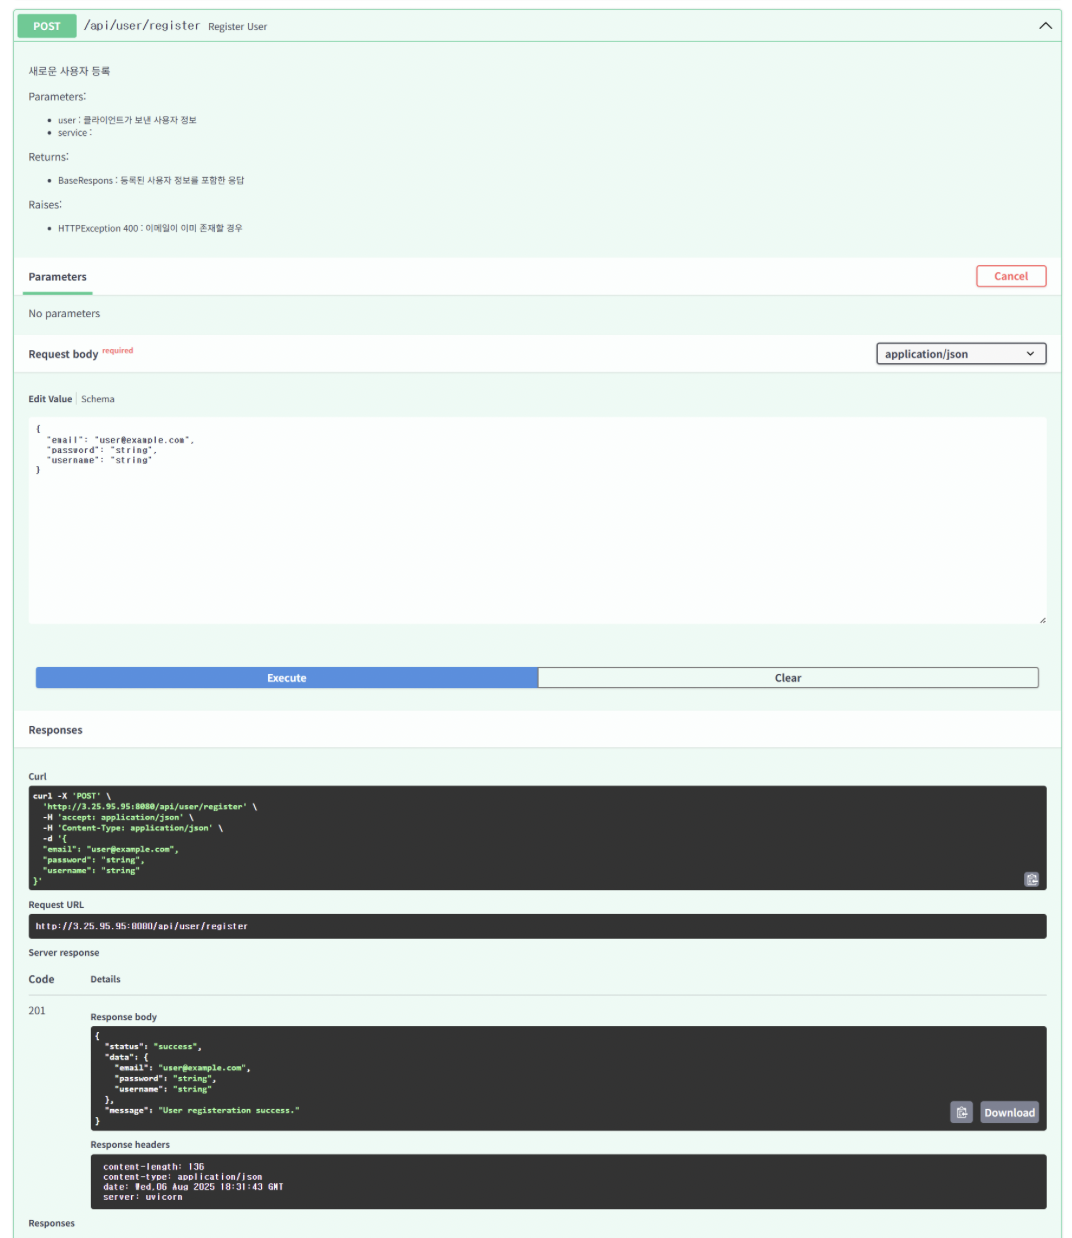 POST /api/user/register Register User
새로운 사용자 등록
Parameters:
• user : 클라이언트가 보낸 사용자 정보
• service :
Returns:
• BaseRespons : 등록된 사용자 정보를 포함한 응답
Raises:
• HTTPException 400 : 이메일이 이미 존재할 경우
Parameters
Cancel
No parameters
Request body required
application/json
Edit Value | Schema
{
"email": "user@example.com",
"password": "string",
"username": "string"
}
Execute
Clear
Responses
Curl
curl -X 'POST' \
'http://3.25.95.95:8080/api/user/register' \
-H 'accept: application/json' \
-H 'Content-Type: application/json' \
-d '{
"email": "user@example.com",
"password": "string",
"username": "string"
}'
Request URL
http://3.25.95.95:8080/api/user/register
Server response
Code Details
201
Response body
{
"status": "success",
"data": {
"email": "user@example.com",
"password": "string",
"username": "string"
},
"message": "User registeration success."
}
Download
Response headers
content-length: 136
content-type: application/json
date: Wed,06 Aug 2025 18:31:43 GMT
server: uvicorn
Responses